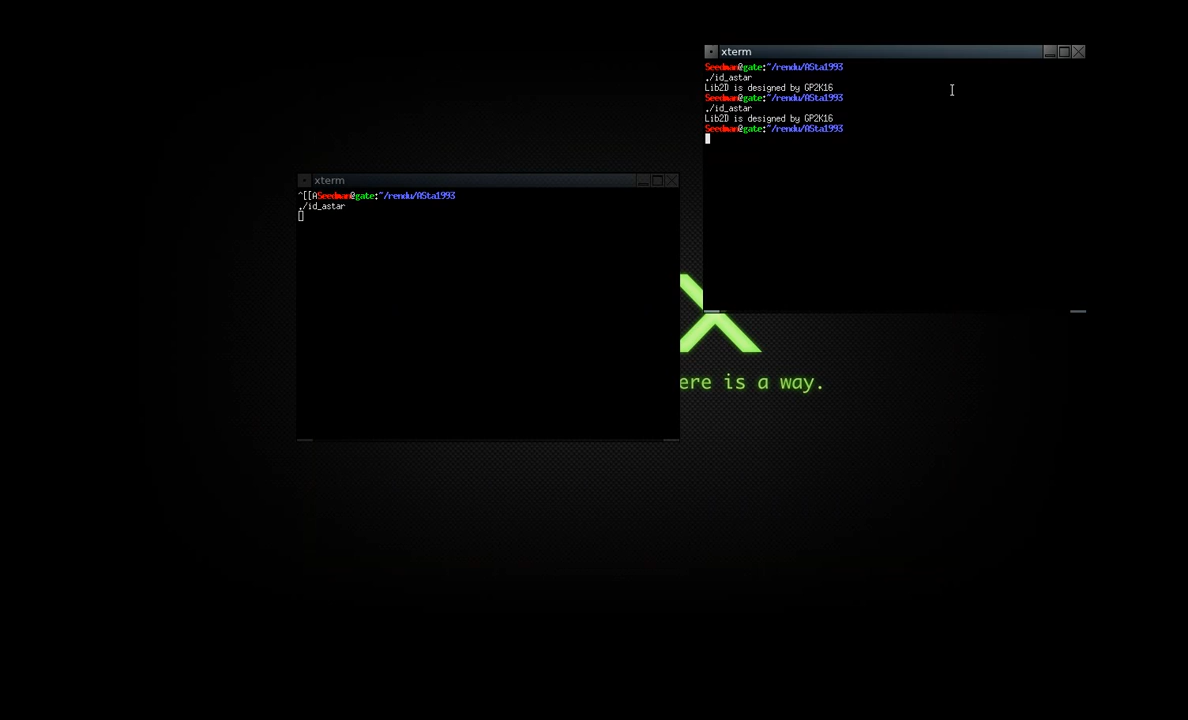 xterm
Seedman@gate:~/rendu/ASta1993
./id_astar
Lib2D is designed by GP2K16
Seedman@gate:~/rendu/ASta1993
./id_astar
Lib2D is designed by GP2K16
Seedman@gate:~/rendu/ASta1993
xterm
^[[ASeedman@gate:~/rendu/ASta1993
./id_astar
X
ere is a way.